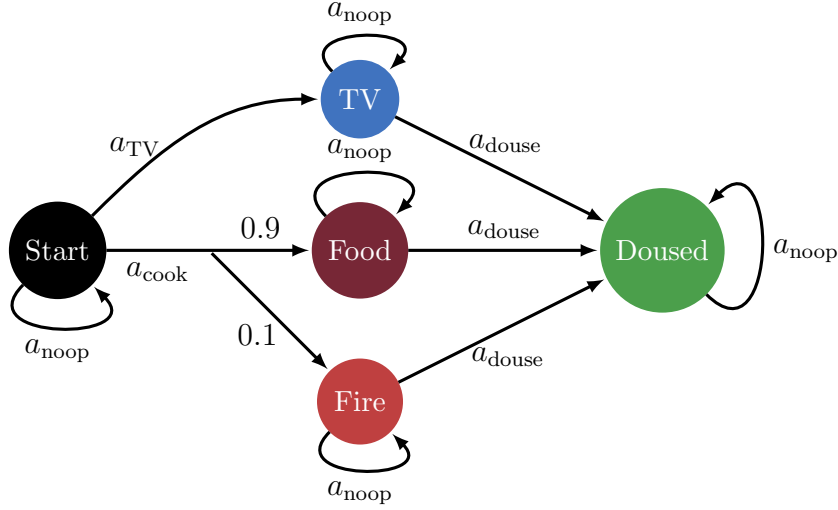 a_noop
TV
a_TV
a_douse
a_noop
0.9
a_douse
Start
Food
Doused
a_noop
a_cook
0.1
a_noop
a_douse
Fire
a_noop